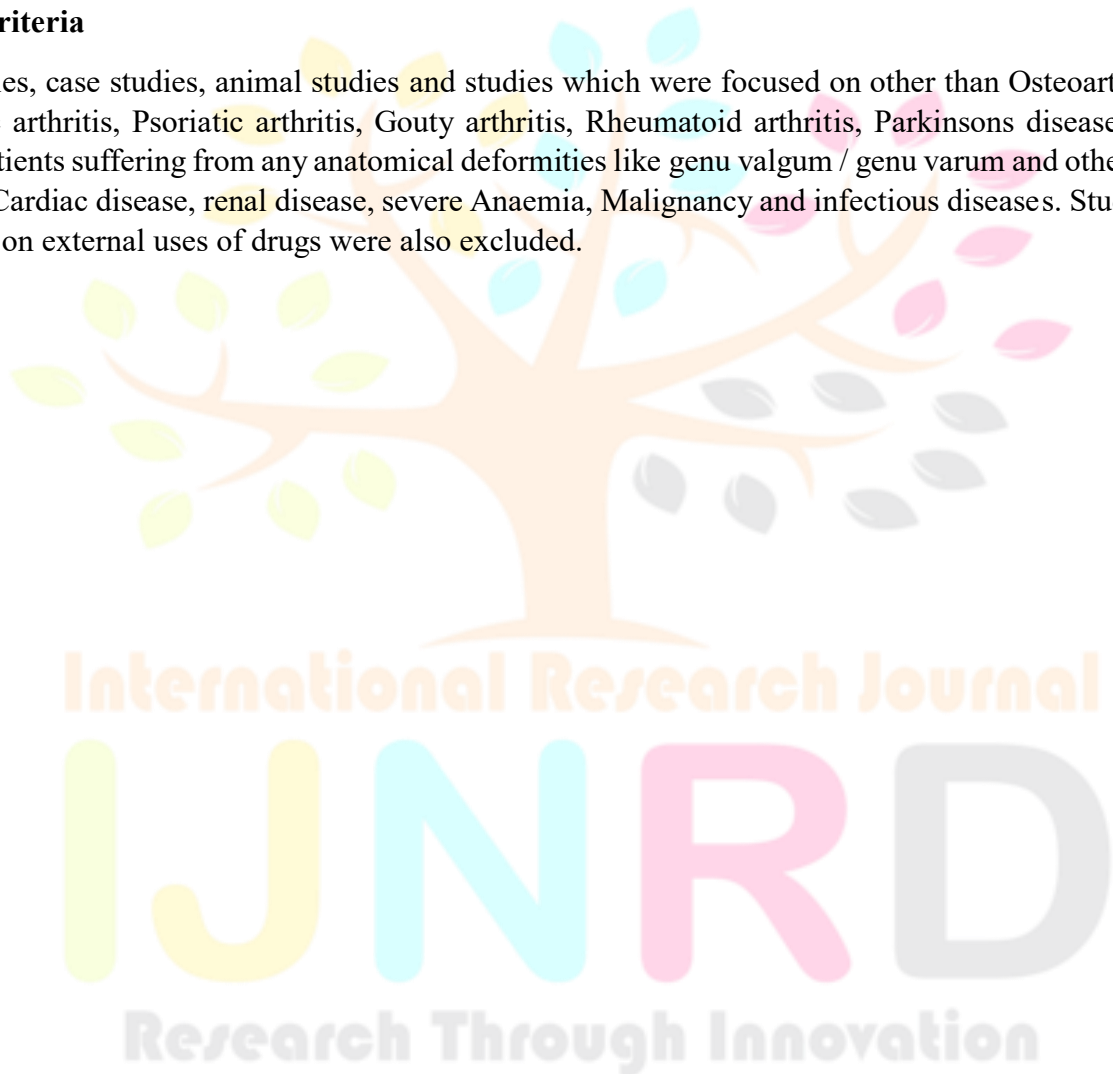 riteria
ies, case studies, animal studies and studies which were focused on other than Osteoart
arthritis, Psoriatic arthritis, Gouty arthritis, Rheumatoid arthritis, Parkinsons disease
tients suffering from any anatomical deformities like genu valgum / genu varum and othe
Cardiac disease, renal disease, severe Anaemia, Malignancy and infectious diseases. Stu
on external uses of drugs were also excluded.
International Research Journal
IJNRD
Research Through Innovation